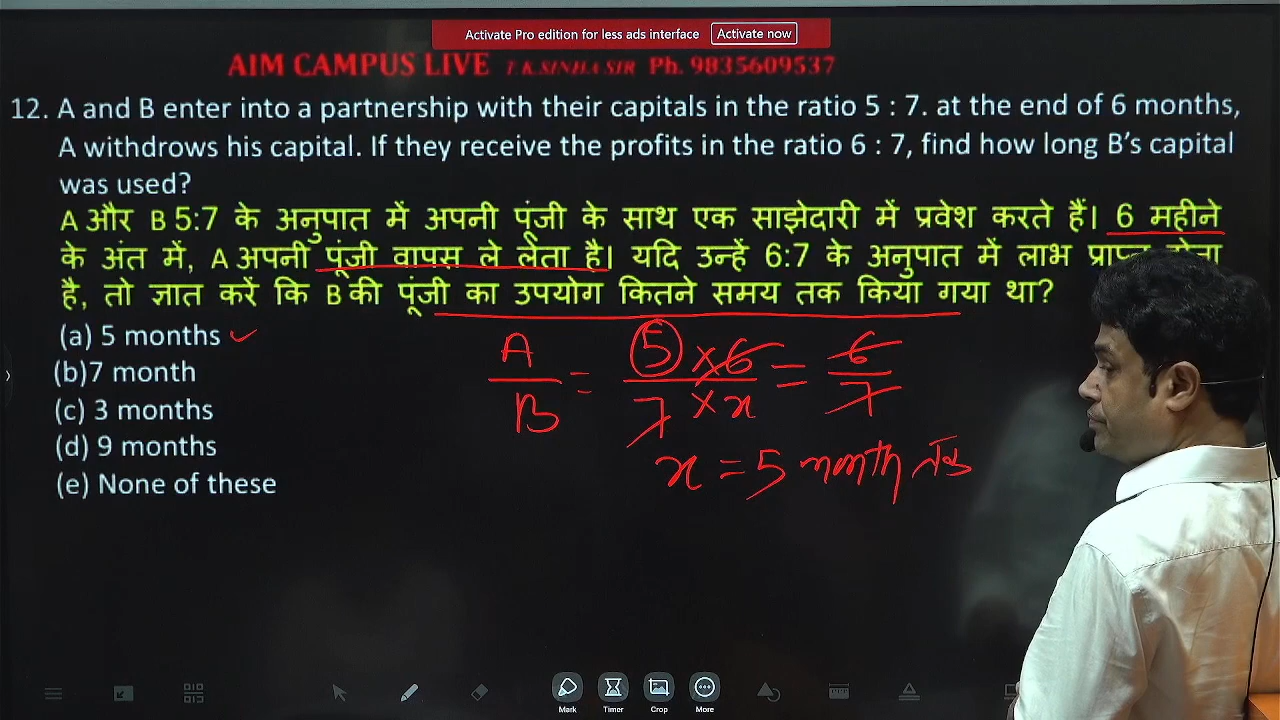 Activate Pro edition for less ads interface Activate now
AIM CAMPUS LIVE T.K.SINHA SIR Ph. 9835609537
12. A and B enter into a partnership with their capitals in the ratio 5 : 7. at the end of 6 months,
A withdrows his capital. If they receive the profits in the ratio 6 : 7, find how long B's capital
was used?
A और B 5:7 के अनुपात में अपनी पूंजी के साथ एक साझेदारी में प्रवेश करते हैं। 6 महीने
के अंत में, A अपनी पूंजी वापस ले लेता है। यदि उन्हें 6:7 के अनुपात में लाभ प्राप्त होता
है, तो ज्ञात करें कि B की पूंजी का उपयोग कितने समय तक किया गया था?
(a) 5 months
(b)7 month
(c) 3 months
(d) 9 months
(e) None of these
A/B = 5×6/7×x = 6/7
x = 5 month
Mark Timer Crop More